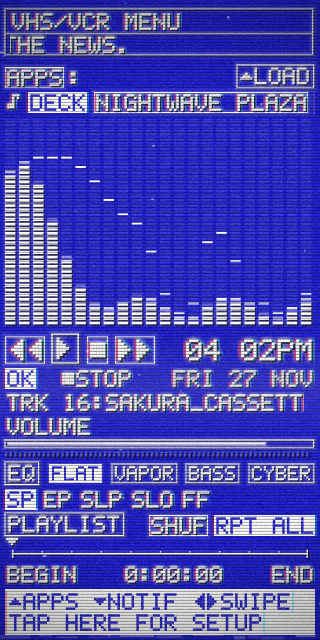 VHS/VCR MENU
THE NEWS.
APPS: LOAD
DECK NIGHTWAVE PLAZA
04 02PM
OK STOP FRI 27 NOV
TRK 16:SAKURA_CASSETT
VOLUME
EQ FLAT VAPOR BASS CYBER
SP EP SLP SLO FF
PLAYLIST SHUF RPT ALL
BEGIN 0:00:00 END
APPS NOTIF SWIPE
TAP HERE FOR SETUP